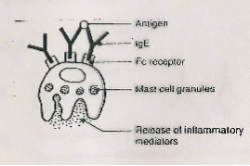 Antigen
IgE
Fc receptor
Mast cell granules
Release of inflammatory
mediators